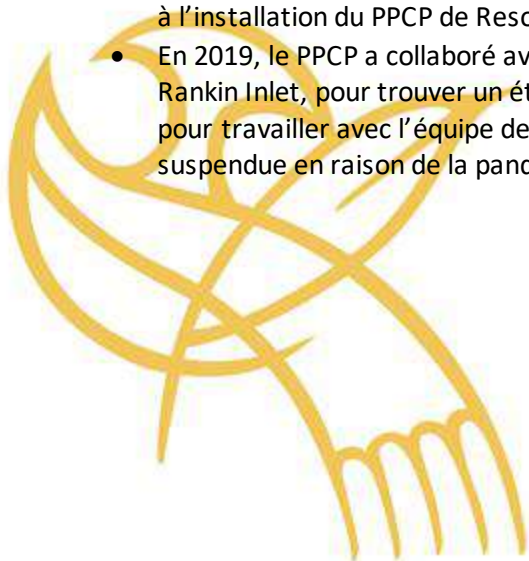 à l’installation du PPCP de Reso
• En 2019, le PPCP a collaboré av
Rankin Inlet, pour trouver un ét
pour travailler avec l’équipe de
suspendue en raison de la pand